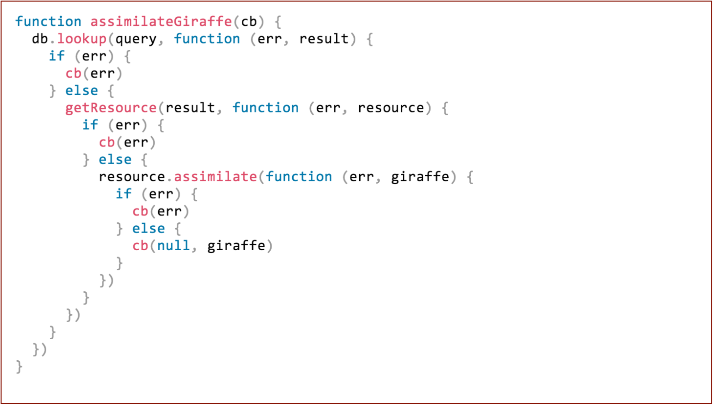 function assimilateGiraffe(cb) {
  db.lookup(query, function (err, result) {
    if (err) {
      cb(err)
    } else {
      getResource(result, function (err, resource) {
        if (err) {
          cb(err)
        } else {
          resource.assimilate(function (err, giraffe) {
            if (err) {
              cb(err)
            } else {
              cb(null, giraffe)
            }
          })
        }
      })
    }
  })
}